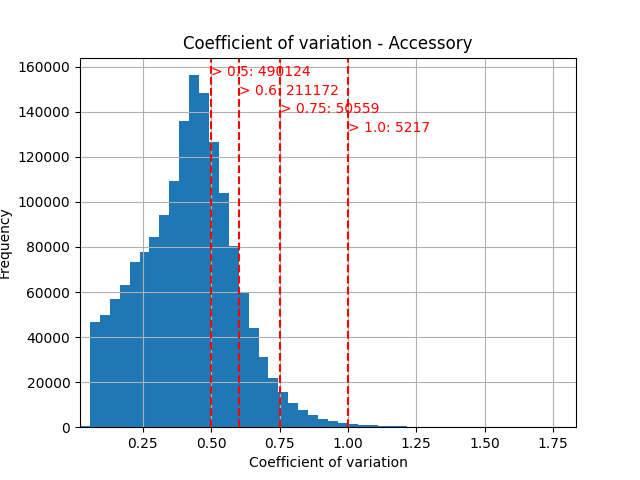 Coefficient of variation - Accessory
160000
140000
120000
100000
80000
60000
40000
20000
0
Frequency
> 0.5: 490124
> 0.6: 211172
> 0.75: 50559
> 1.0: 5217
0.25 0.50 0.75 1.00 1.25 1.50 1.75
Coefficient of variation